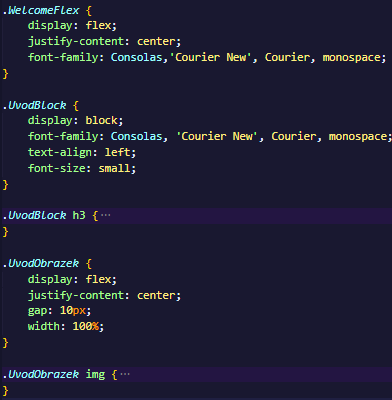 .WelcomeFlex {
    display: flex;
    justify-content: center;
    font-family: Consolas,'Courier New', Courier, monospace;
}

.UvodBlock {
    display: block;
    font-family: Consolas, 'Courier New', Courier, monospace;
    text-align: left;
    font-size: small;
}

.UvodBlock h3 {···
}

.UvodObrazek {
    display: flex;
    justify-content: center;
    gap: 10px;
    width: 100%;
}

.UvodObrazek img {···
}